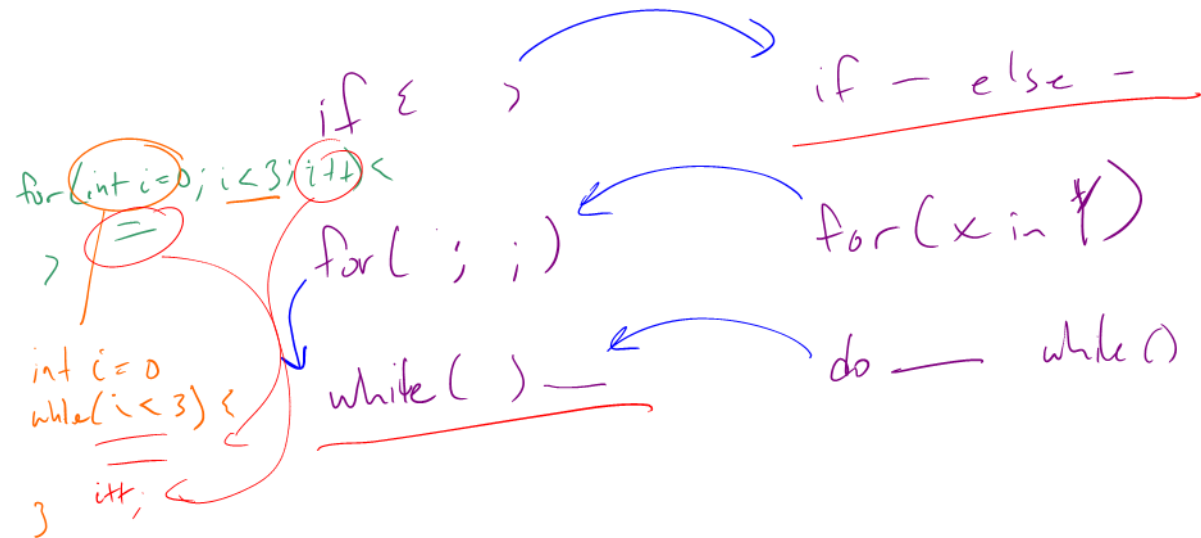 if {     }
if — else —
for(int i=0; i<3; i++) {
}
for( ; ; )
for(x in Y)
while( ) —
do — while()
int i=0
while(i<3) {
i++;
}